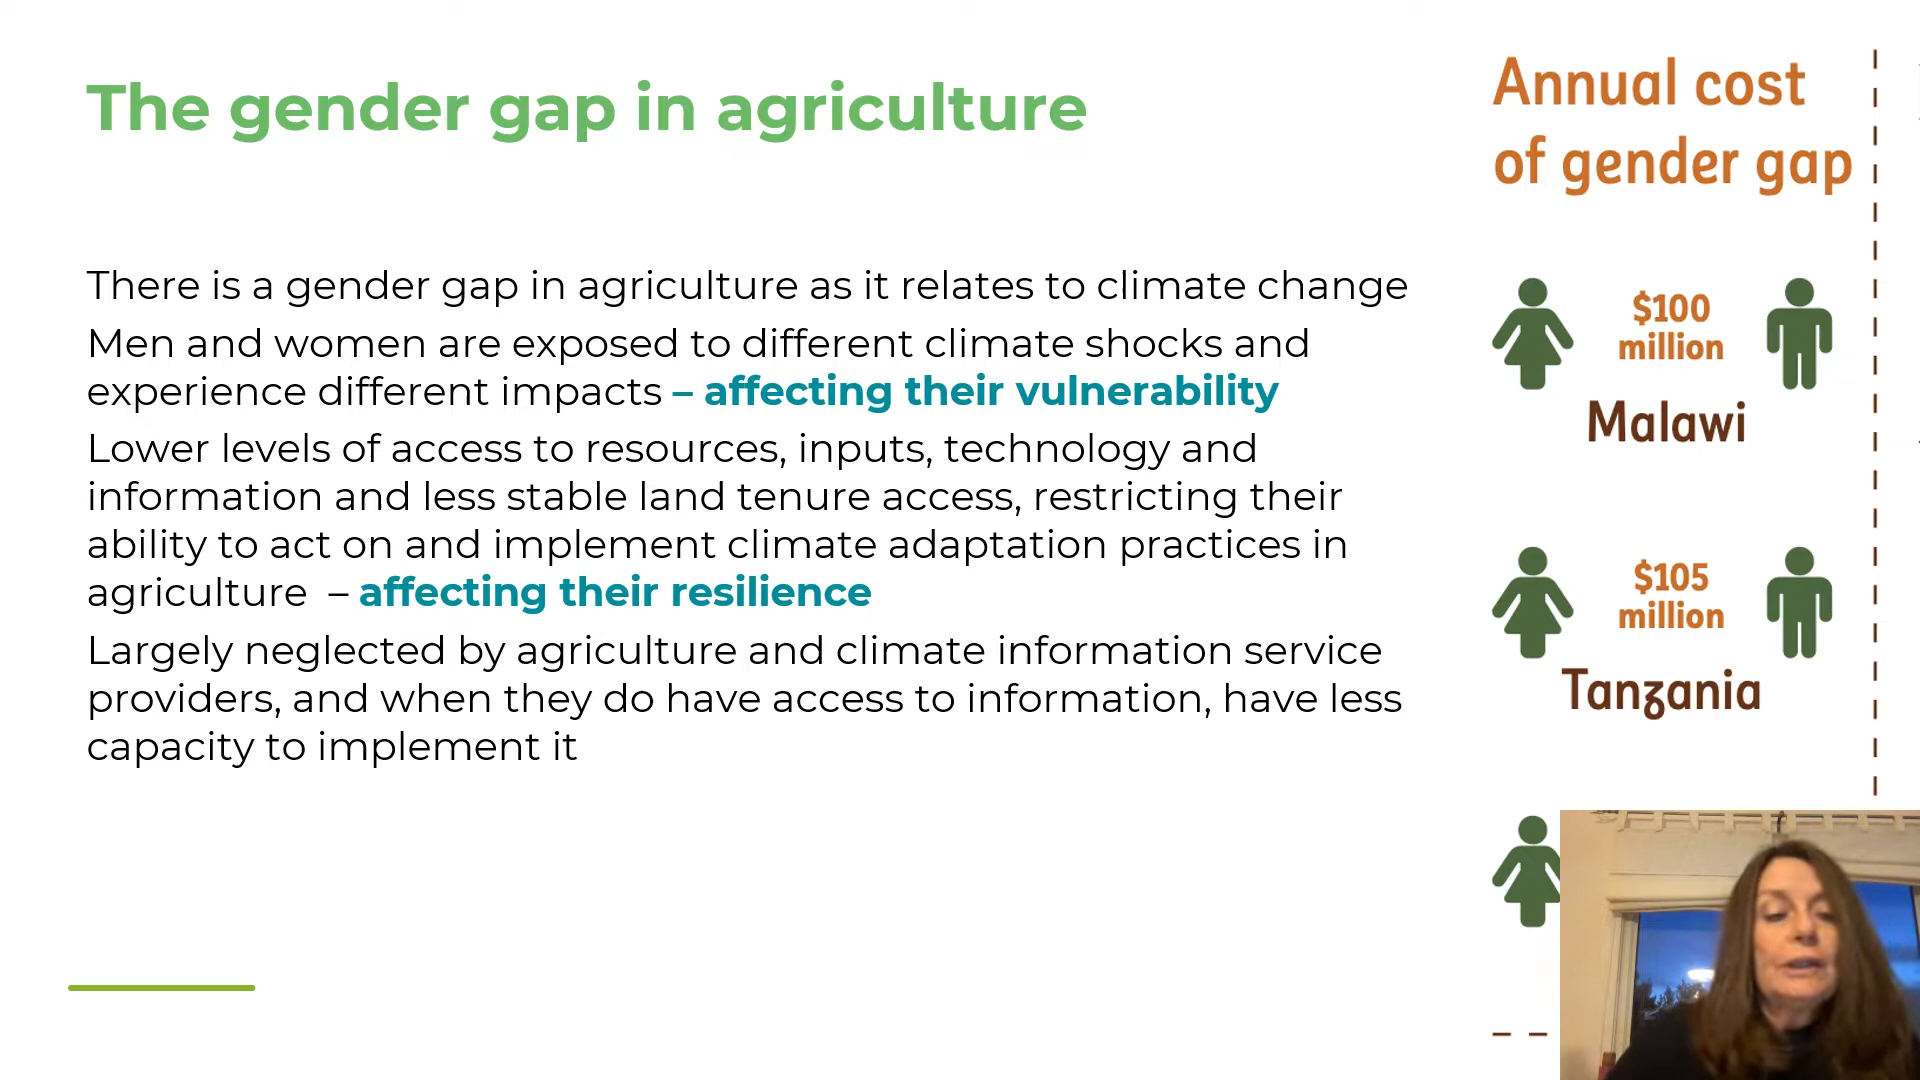 The gender gap in agriculture
There is a gender gap in agriculture as it relates to climate change
Men and women are exposed to different climate shocks and
experience different impacts – affecting their vulnerability
Lower levels of access to resources, inputs, technology and
information and less stable land tenure access, restricting their
ability to act on and implement climate adaptation practices in
agriculture – affecting their resilience
Largely neglected by agriculture and climate information service
providers, and when they do have access to information, have less
capacity to implement it
Annual cost
of gender gap
$100
million
Malawi
$105
million
Tanzania